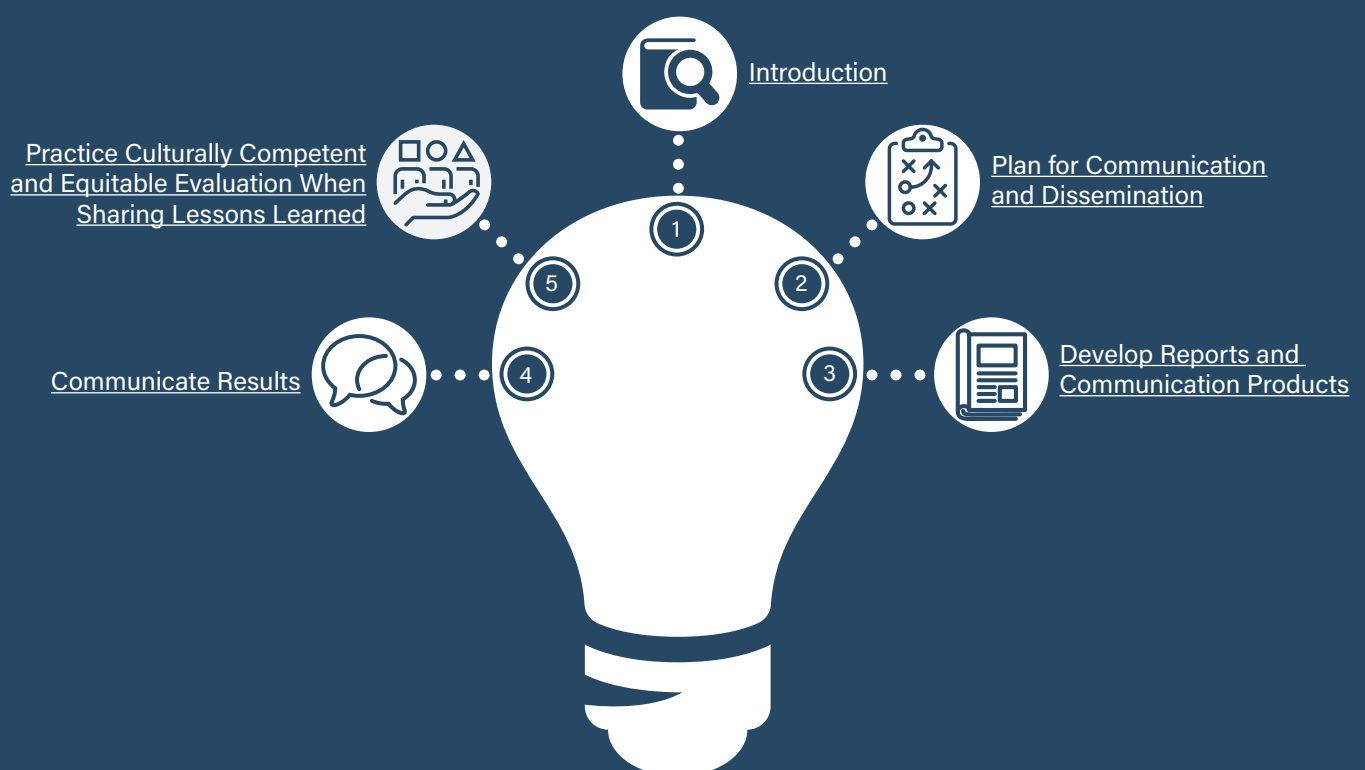 Introduction
1
Plan for Communication
and Dissemination
2
Develop Reports and
Communication Products
3
Communicate Results
4
Practice Culturally Competent
and Equitable Evaluation When
Sharing Lessons Learned
5